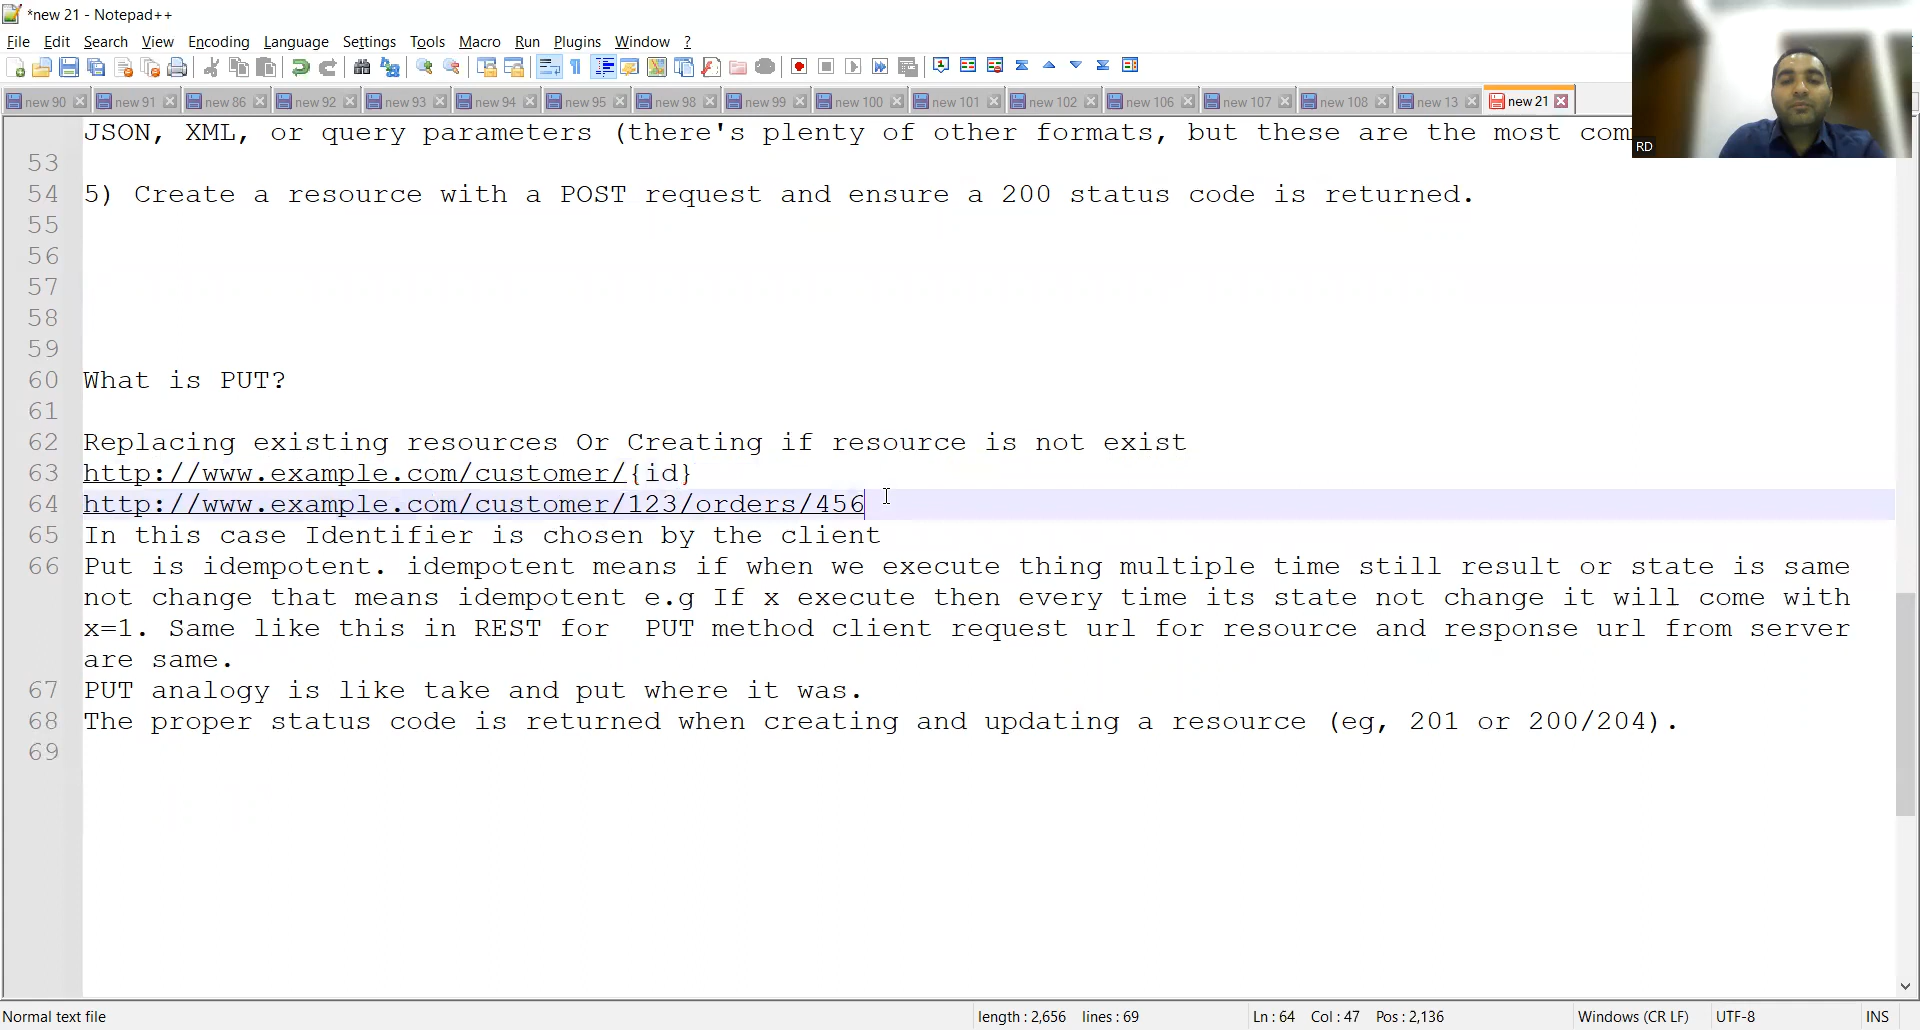 *new 21 - Notepad++
File Edit Search View Encoding Language Settings Tools Macro Run Plugins Window ?
new 90 new 91 new 86 new 92 new 93 new 94 new 95 new 98 new 99 new 100 new 101 new 102 new 106 new 107 new 108 new 13 new 21
RD
JSON, XML, or query parameters (there's plenty of other formats, but these are the most
53
54 5) Create a resource with a POST request and ensure a 200 status code is returned.
55
56
57
58
59
60 What is PUT?
61
62 Replacing existing resources Or Creating if resource is not exist
63 http://www.example.com/customer/{id}
64 http://www.example.com/customer/123/orders/456
65 In this case Identifier is chosen by the client
66 Put is idempotent. idempotent means if when we execute thing multiple time still result or state is same
not change that means idempotent e.g If x execute then every time its state not change it will come with
x=1. Same like this in REST for  PUT method client request url for resource and response url from server
are same.
67 PUT analogy is like take and put where it was.
68 The proper status code is returned when creating and updating a resource (eg, 201 or 200/204).
69
Normal text file length : 2,656 lines : 69 Ln : 64 Col : 47 Pos : 2,136 Windows (CR LF) UTF-8 INS